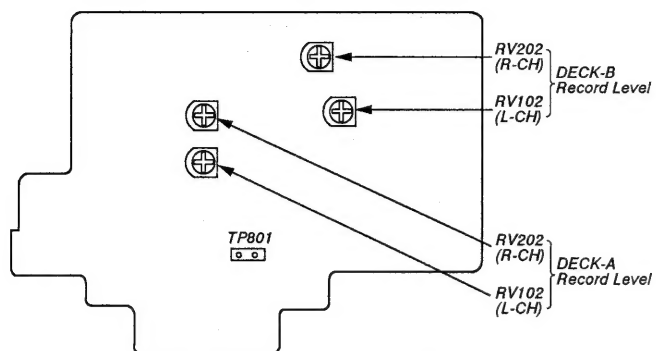 RV202
(R-CH)
DECK-B
Record Level
RV102
(L-CH)
TP801
RV202
(R-CH)
DECK-A
Record Level
RV102
(L-CH)